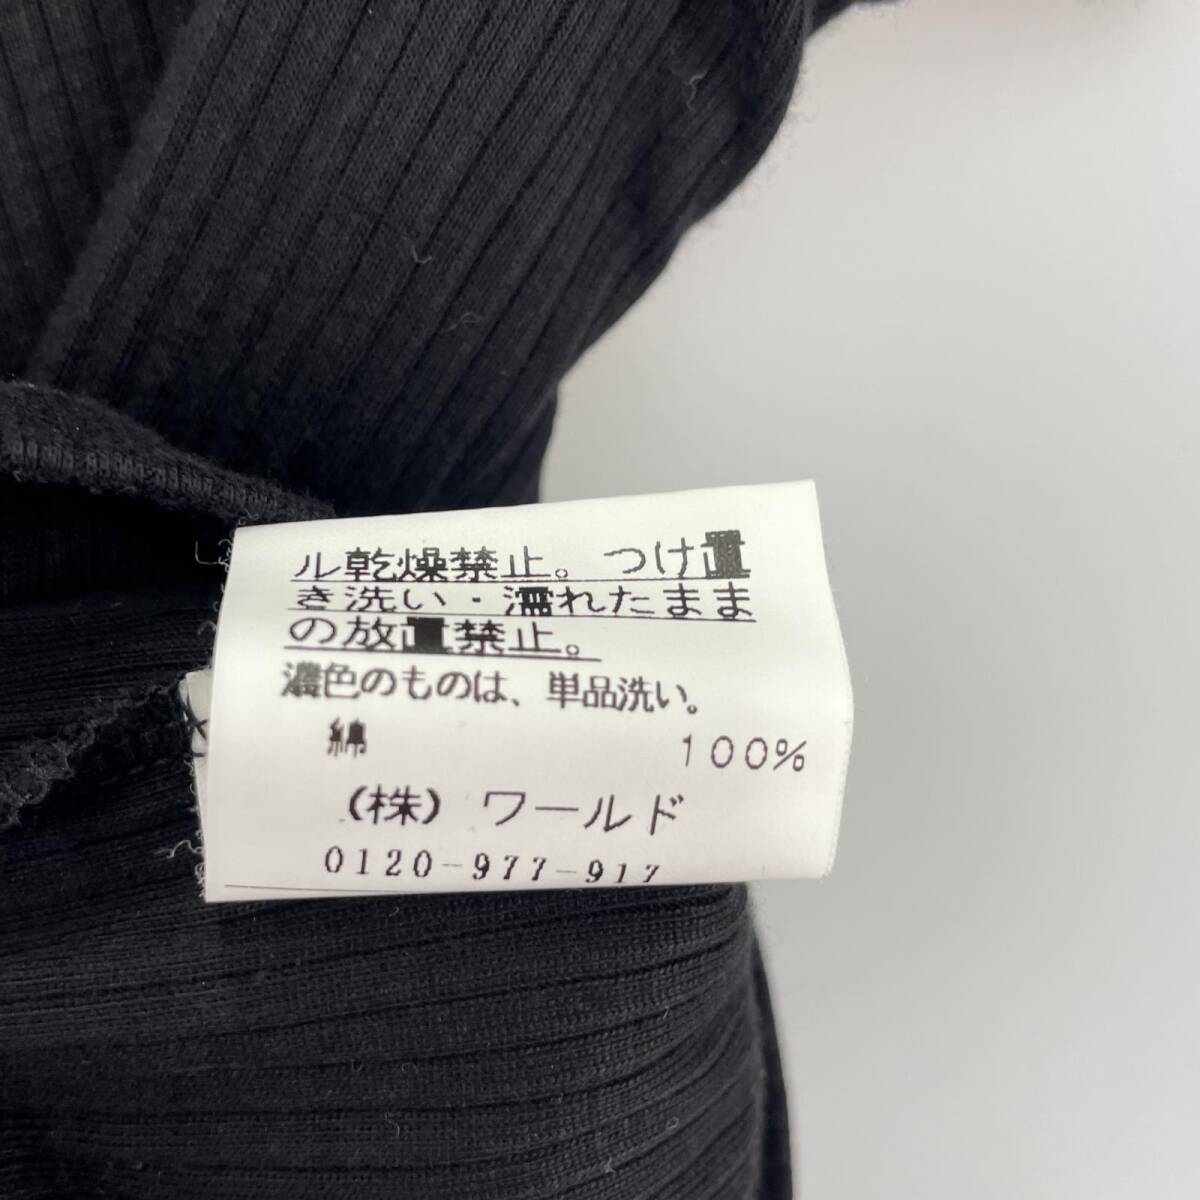 ル乾燥禁止。つけ置
き洗い・濡れたまま
の放置禁止。
濃色のものは、単品洗い。
綿 100%
(株) ワールド
0120-977-917